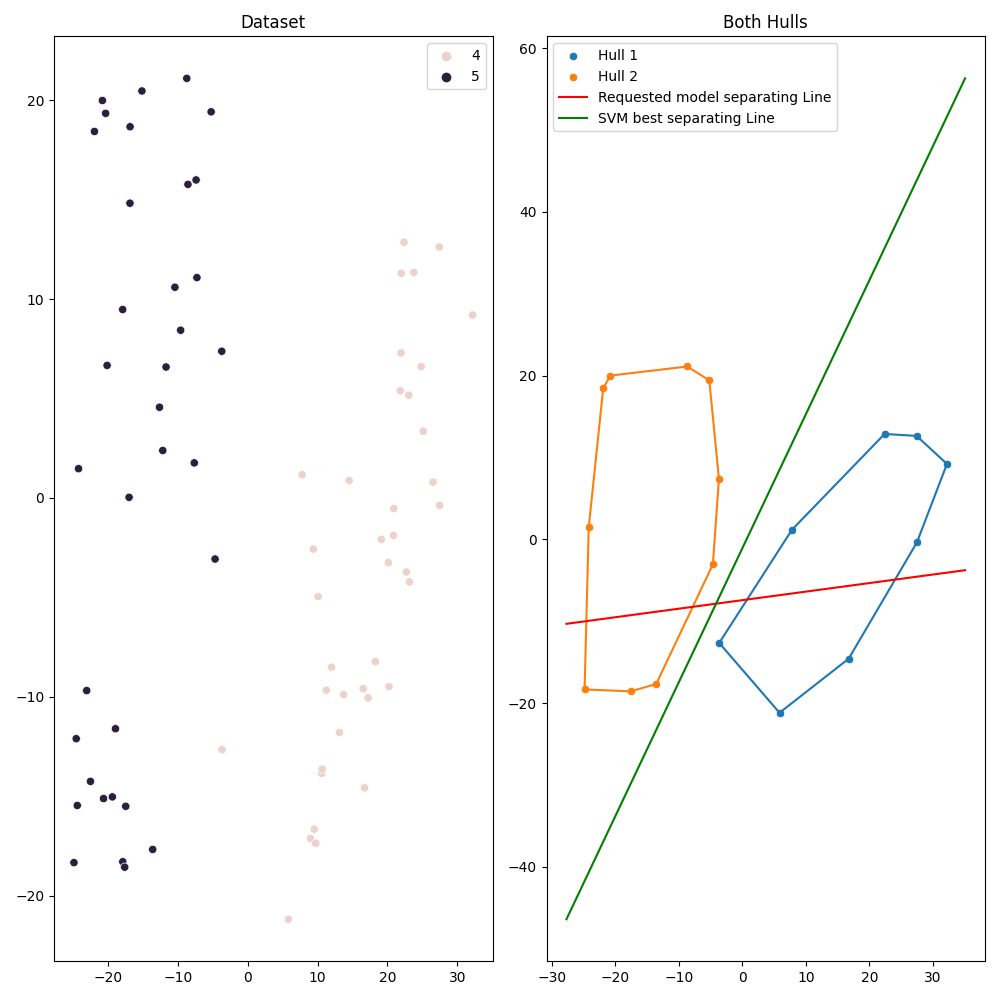 Dataset
4
5
20
10
0
−10
−20
−20 −10 0 10 20 30
Both Hulls
Hull 1
Hull 2
Requested model separating Line
SVM best separating Line
60
40
20
0
−20
−40
−30 −20 −10 0 10 20 30